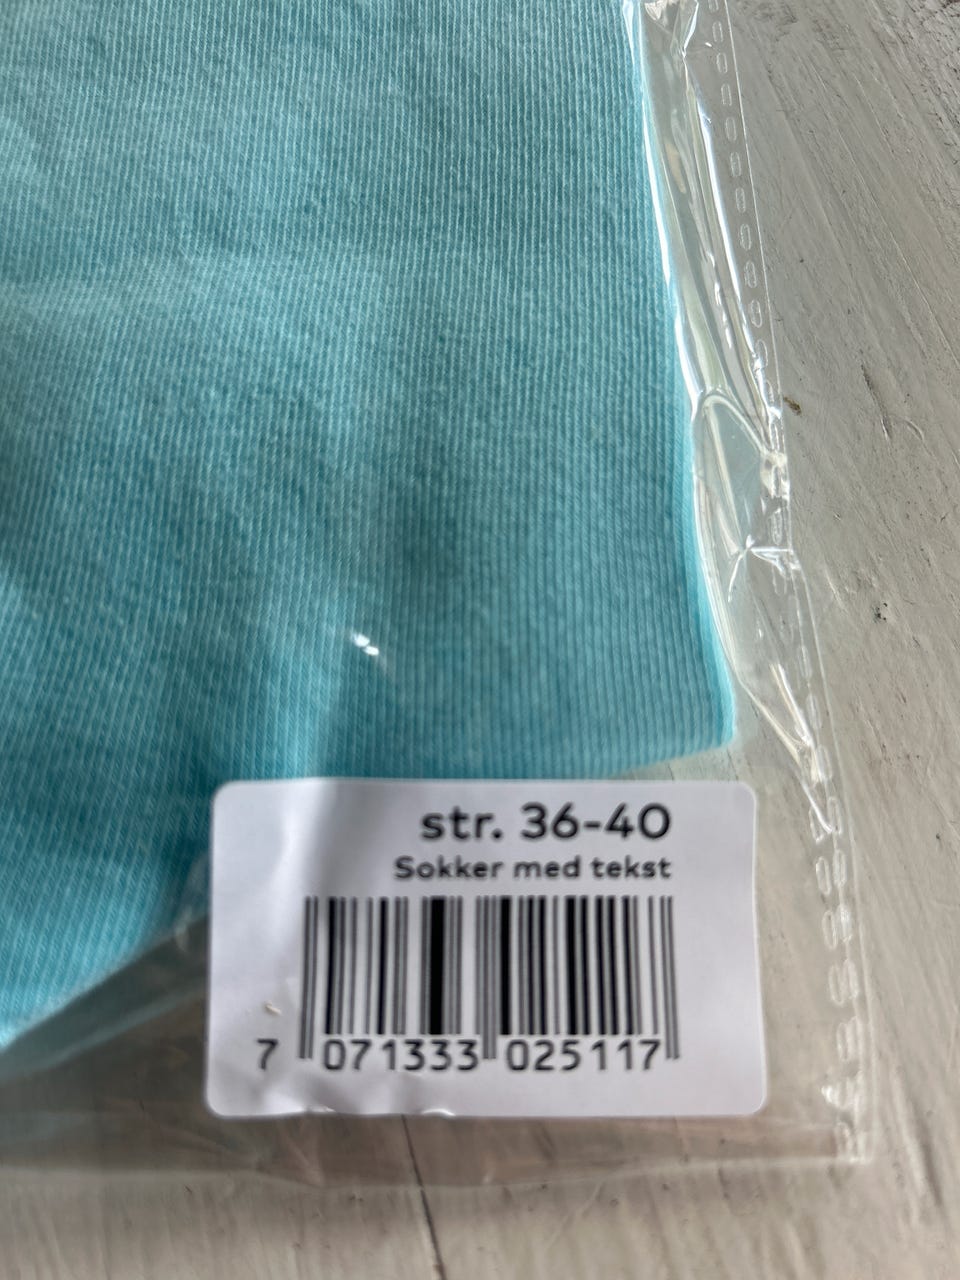 str. 36-40
Sokker med tekst
7 071333 025117